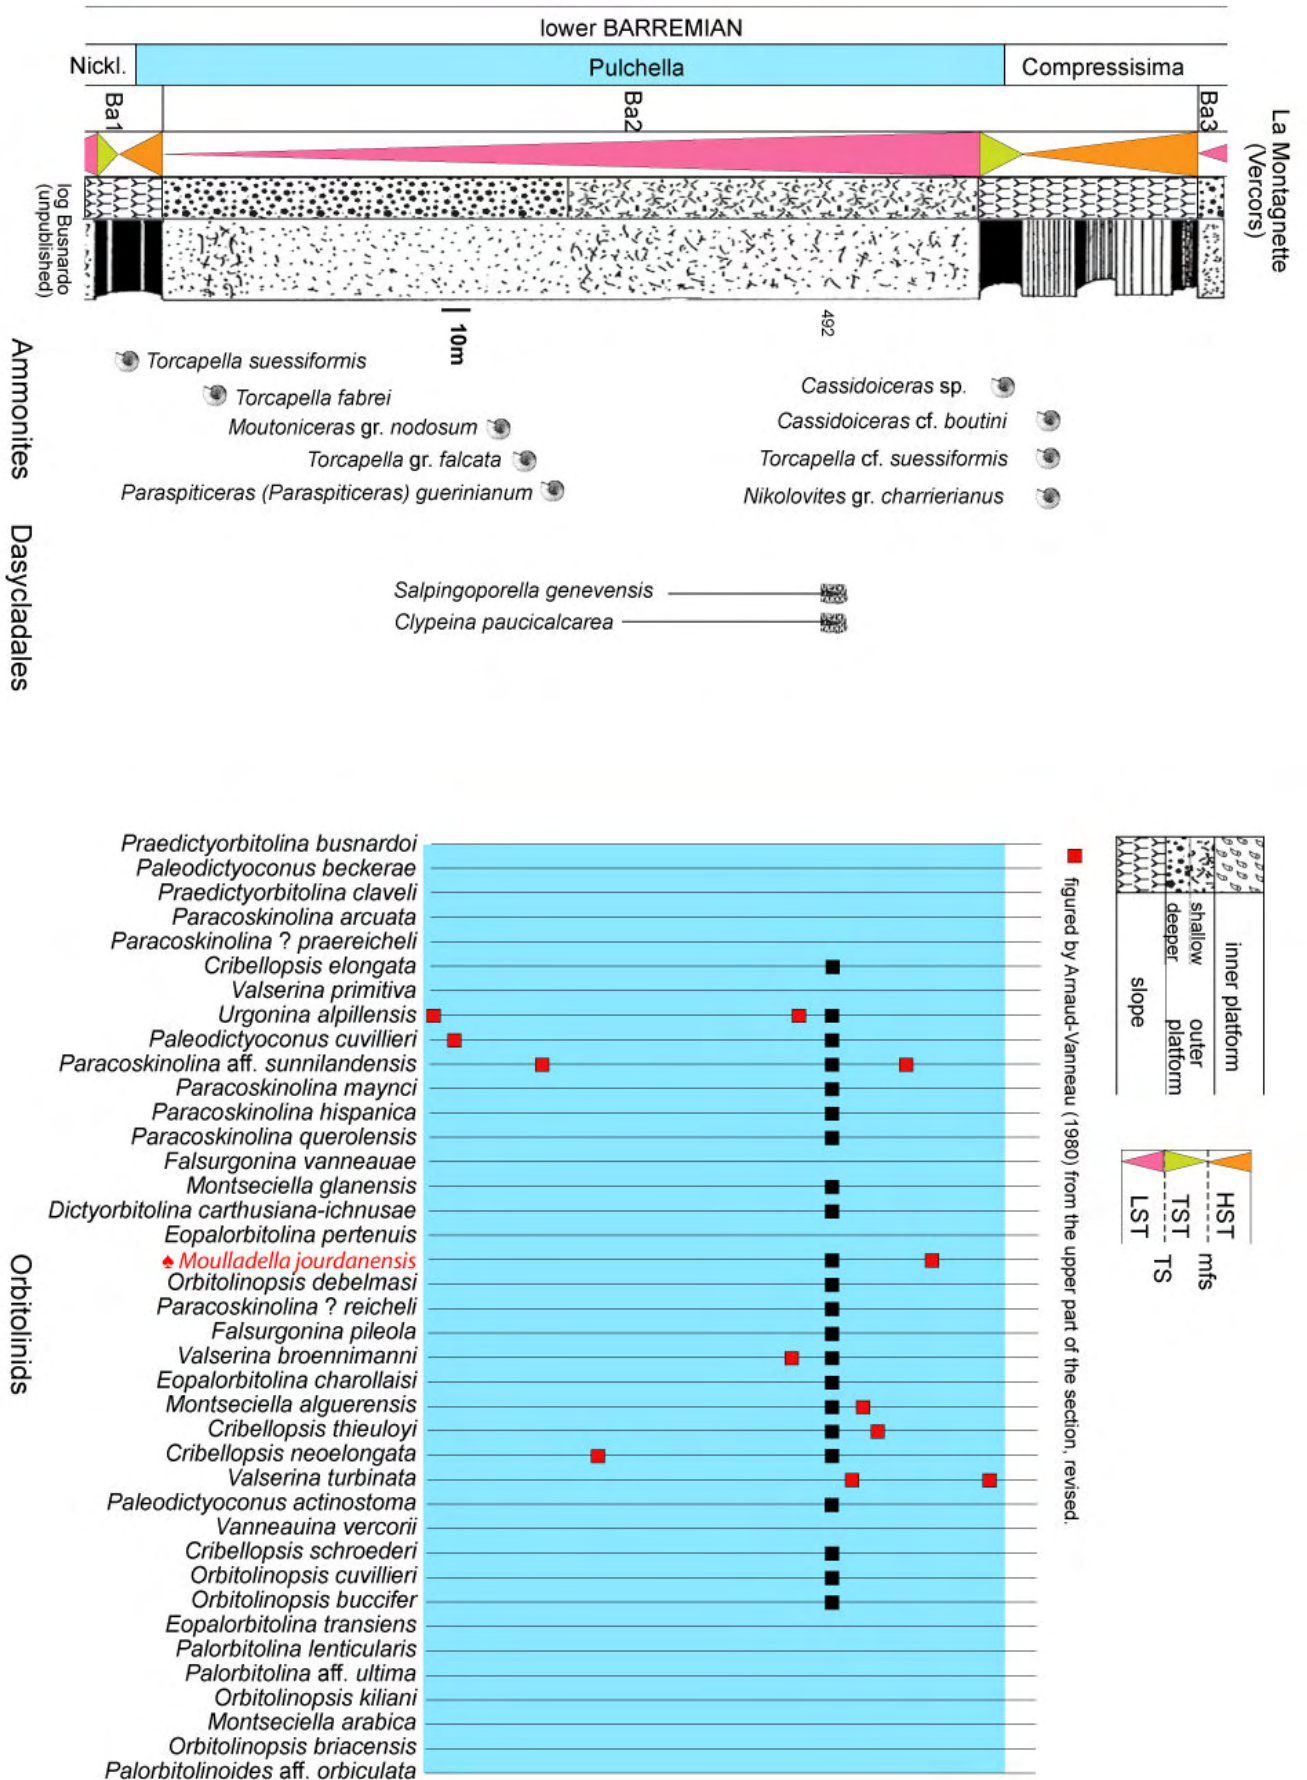 lower BARREMIAN
Nickl.
Pulchella
Compressisima
Ba1
Ba2
Ba3
La Montagnette
(Vercors)
log Busnardo
(unpublished)
10m
492
Ammonites
Torcapella suessiformis
Torcapella fabrei
Moutoniceras gr. nodosum
Torcapella gr. falcata
Paraspiticeras (Paraspiticeras) guerinianum
Cassidoiceras sp.
Cassidoiceras cf. boutini
Torcapella cf. suessiformis
Nikolovites gr. charrierianus
Dasycladales
Salpingoporella genevensis
Clypeina paucicalcarea
Orbitolinids
Praedictyorbitolina busnardoi
Paleodictyoconus beckerae
Praedictyorbitolina claveli
Paracoskinolina arcuata
Paracoskinolina ? praereicheli
Cribellopsis elongata
Valserina primitiva
Urgonina alpillensis
Paleodictyoconus cuvillieri
Paracoskinolina aff. sunnilandensis
Paracoskinolina maynci
Paracoskinolina hispanica
Paracoskinolina querolensis
Falsurgonina vanneauae
Montseciella glanensis
Dictyorbitolina carthusiana-ichnusae
Eopalorbitolina pertenuis
♠ Moulladella jourdanensis
Orbitolinopsis debelmasi
Paracoskinolina ? reicheli
Falsurgonina pileola
Valserina broennimanni
Eopalorbitolina charollaisi
Montseciella alguerensis
Cribellopsis thieuloyi
Cribellopsis neoelongata
Valserina turbinata
Paleodictyoconus actinostoma
Vanneauina vercorii
Cribellopsis schroederi
Orbitolinopsis cuvillieri
Orbitolinopsis buccifer
Eopalorbitolina transiens
Palorbitolina lenticularis
Palorbitolina aff. ultima
Orbitolinopsis kiliani
Montseciella arabica
Orbitolinopsis briacensis
Palorbitolinoides aff. orbiculata
figured by Arnaud-Vanneau (1980) from the upper part of the section, revised.
inner platform
shallow
deeper
outer
platform
slope
HST
mfs
TST
TS
LST